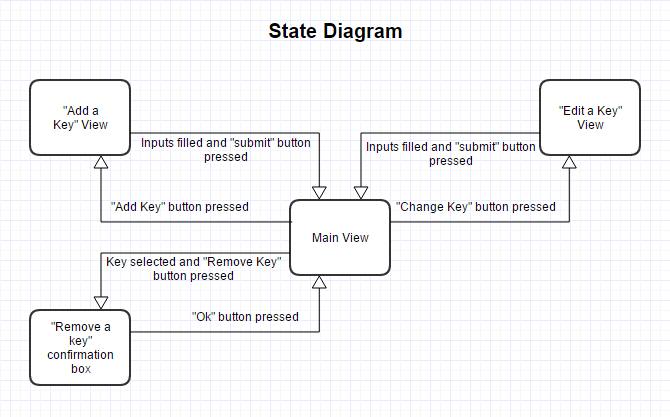 State Diagram
"Add a
Key" View
"Edit a Key"
View
Inputs filled and "submit" button
pressed
Inputs filled and "submit" button
pressed
"Add Key" button pressed
"Change Key" button pressed
Main View
Key selected and "Remove Key"
button pressed
"Ok" button pressed
"Remove a
key"
confirmation
box